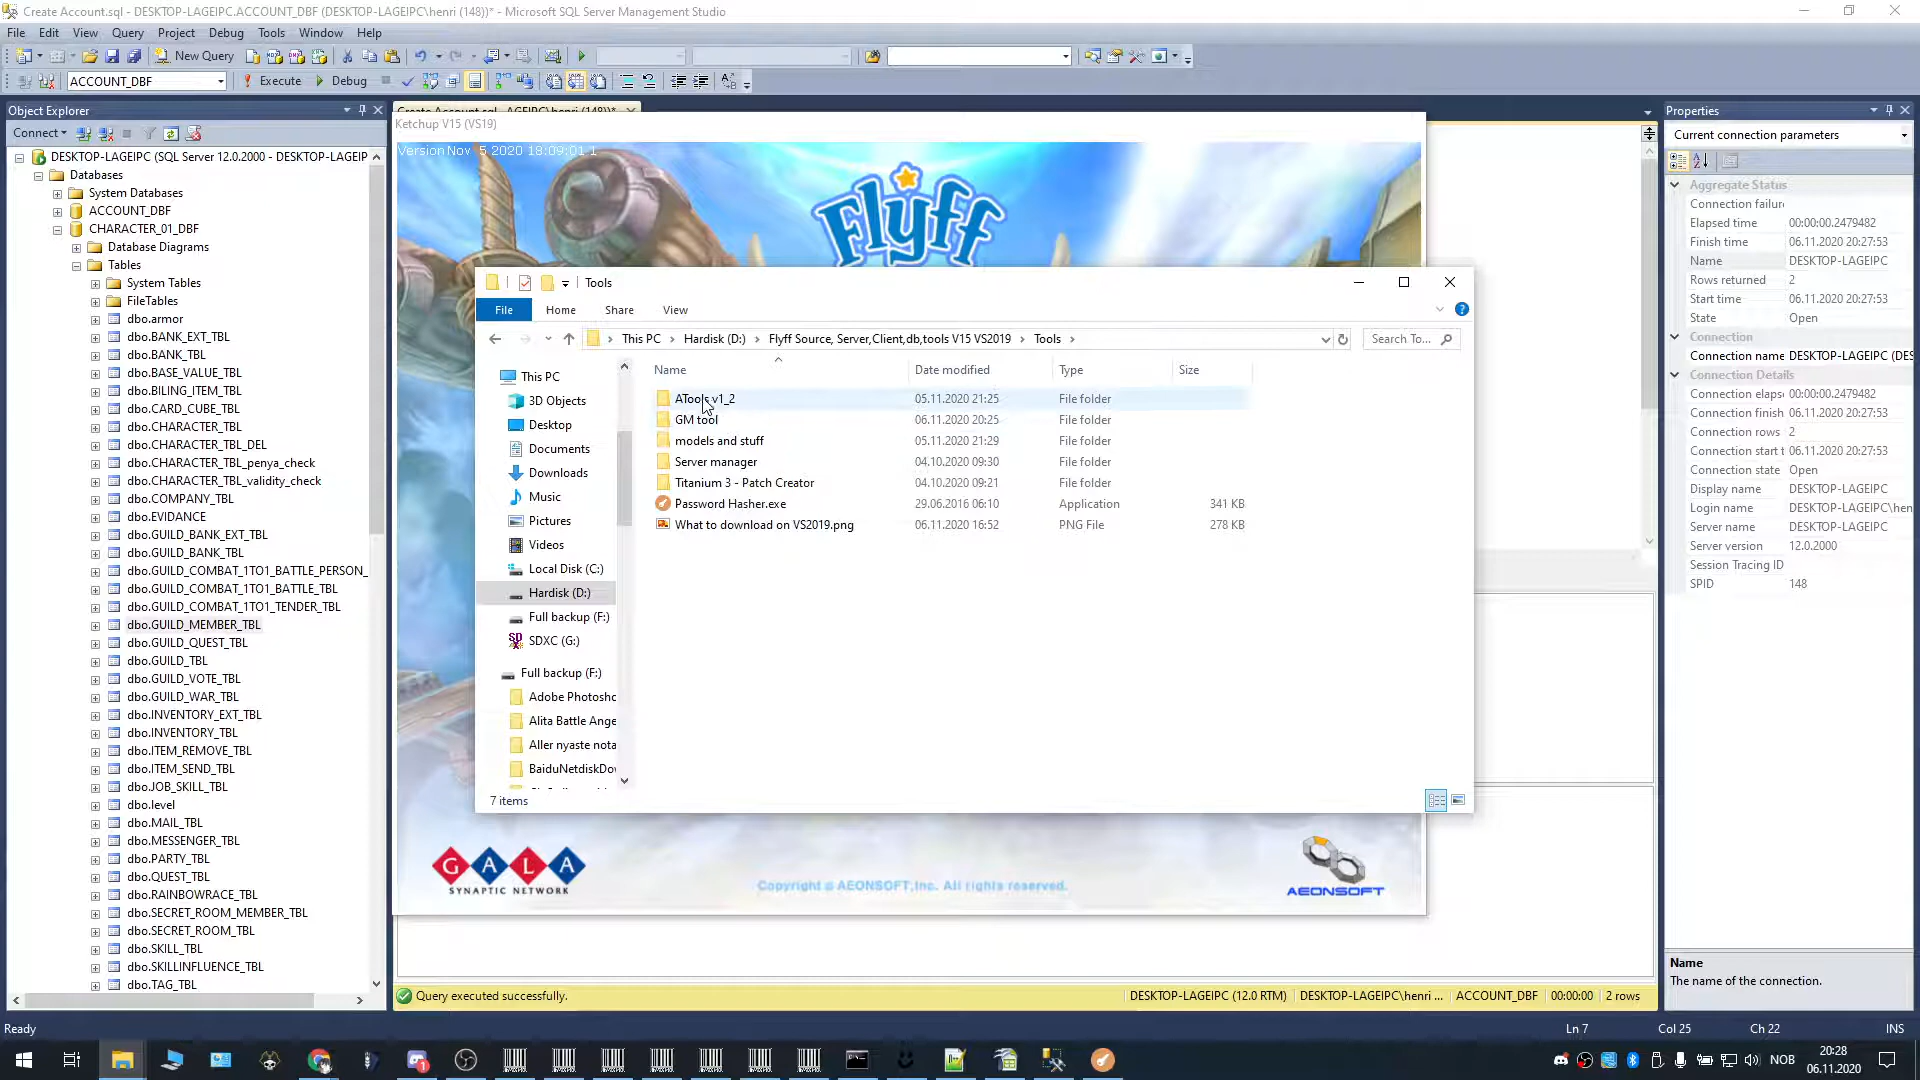 Create Account.sql - DESKTOP-LAGEIPC.ACCOUNT_DBF (DESKTOP-LAGEIPC\henri (148))* - Microsoft SQL Server Management Studio
File Edit View Query Project Debug Tools Window Help
New Query
ACCOUNT_DBF Execute Debug
Object Explorer
Connect
DESKTOP-LAGEIPC (SQL Server 12.0.2000 - DESKTOP-LAGEIP
Databases
System Databases
ACCOUNT_DBF
CHARACTER_01_DBF
Database Diagrams
Tables
System Tables
FileTables
dbo.armor
dbo.BANK_EXT_TBL
dbo.BANK_TBL
dbo.BASE_VALUE_TBL
dbo.BILING_ITEM_TBL
dbo.CARD_CUBE_TBL
dbo.CHARACTER_TBL
dbo.CHARACTER_TBL_DEL
dbo.CHARACTER_TBL_penya_check
dbo.CHARACTER_TBL_validity_check
dbo.COMPANY_TBL
dbo.EVIDANCE
dbo.GUILD_BANK_EXT_TBL
dbo.GUILD_BANK_TBL
dbo.GUILD_COMBAT_1TO1_BATTLE_PERSON_
dbo.GUILD_COMBAT_1TO1_BATTLE_TBL
dbo.GUILD_COMBAT_1TO1_TENDER_TBL
dbo.GUILD_MEMBER_TBL
dbo.GUILD_QUEST_TBL
dbo.GUILD_TBL
dbo.GUILD_VOTE_TBL
dbo.GUILD_WAR_TBL
dbo.INVENTORY_EXT_TBL
dbo.INVENTORY_TBL
dbo.ITEM_REMOVE_TBL
dbo.ITEM_SEND_TBL
dbo.JOB_SKILL_TBL
dbo.level
dbo.MAIL_TBL
dbo.MESSENGER_TBL
dbo.PARTY_TBL
dbo.QUEST_TBL
dbo.RAINBOWRACE_TBL
dbo.SECRET_ROOM_MEMBER_TBL
dbo.SECRET_ROOM_TBL
dbo.SKILL_TBL
dbo.SKILLINFLUENCE_TBL
dbo.TAG_TBL
Create Account.sql - AGEIPC\henri (148))*
Ketchup V15 (VS19)
Version Nov 5 2020 18:09:01 1
Flyff
Tools
File Home Share View
This PC Hardisk (D:) Flyff Source, Server,Client,db,tools V15 VS2019 Tools
Search To...
This PC
3D Objects
Desktop
Documents
Downloads
Music
Pictures
Videos
Local Disk (C:)
Hardisk (D:)
Full backup (F:)
SDXC (G:)
Full backup (F:)
Adobe Photosho
Alita Battle Ange
Aller nyaste nota
BaiduNetdiskDo
Name Date modified Type Size
ATools v1_2 05.11.2020 21:25 File folder
GM tool 06.11.2020 20:25 File folder
models and stuff 05.11.2020 21:29 File folder
Server manager 04.10.2020 09:30 File folder
Titanium 3 - Patch Creator 04.10.2020 09:21 File folder
Password Hasher.exe 29.06.2016 06:10 Application 341 KB
What to download on VS2019.png 06.11.2020 16:52 PNG File 278 KB
7 items
GALA
SYNAPTIC NETWORK
Copyright © AEONSOFT,Inc. All rights reserved.
AEONSOFT
Query executed successfully.
DESKTOP-LAGEIPC (12.0 RTM) DESKTOP-LAGEIPC\henri ... ACCOUNT_DBF 00:00:00 2 rows
Properties
Current connection parameters
Aggregate Status
Connection failure
Elapsed time 00:00:00.2479482
Finish time 06.11.2020 20:27:53
Name DESKTOP-LAGEIPC
Rows returned 2
Start time 06.11.2020 20:27:53
State Open
Connection
Connection name DESKTOP-LAGEIPC (DES
Connection Details
Connection elaps 00:00:00.2479482
Connection finish 06.11.2020 20:27:53
Connection rows 2
Connection start t 06.11.2020 20:27:53
Connection state Open
Display name DESKTOP-LAGEIPC
Login name DESKTOP-LAGEIPC\hen
Server name DESKTOP-LAGEIPC
Server version 12.0.2000
Session Tracing ID
SPID 148
Name
The name of the connection.
Ready Ln 7 Col 25 Ch 22 INS
NOB
20:28
06.11.2020